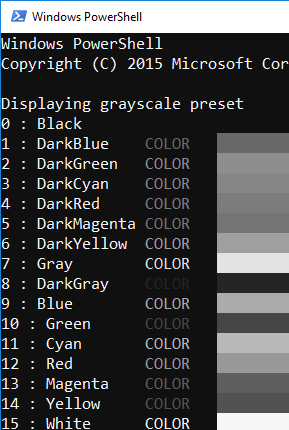 Windows PowerShell
Windows PowerShell
Copyright (C) 2015 Microsoft Cor
Displaying grayscale preset
0 : Black
1 : DarkBlue COLOR
2 : DarkGreen COLOR
3 : DarkCyan COLOR
4 : DarkRed COLOR
5 : DarkMagenta COLOR
6 : DarkYellow COLOR
7 : Gray COLOR
8 : DarkGray COLOR
9 : Blue COLOR
10 : Green COLOR
11 : Cyan COLOR
12 : Red COLOR
13 : Magenta COLOR
14 : Yellow COLOR
15 : White COLOR